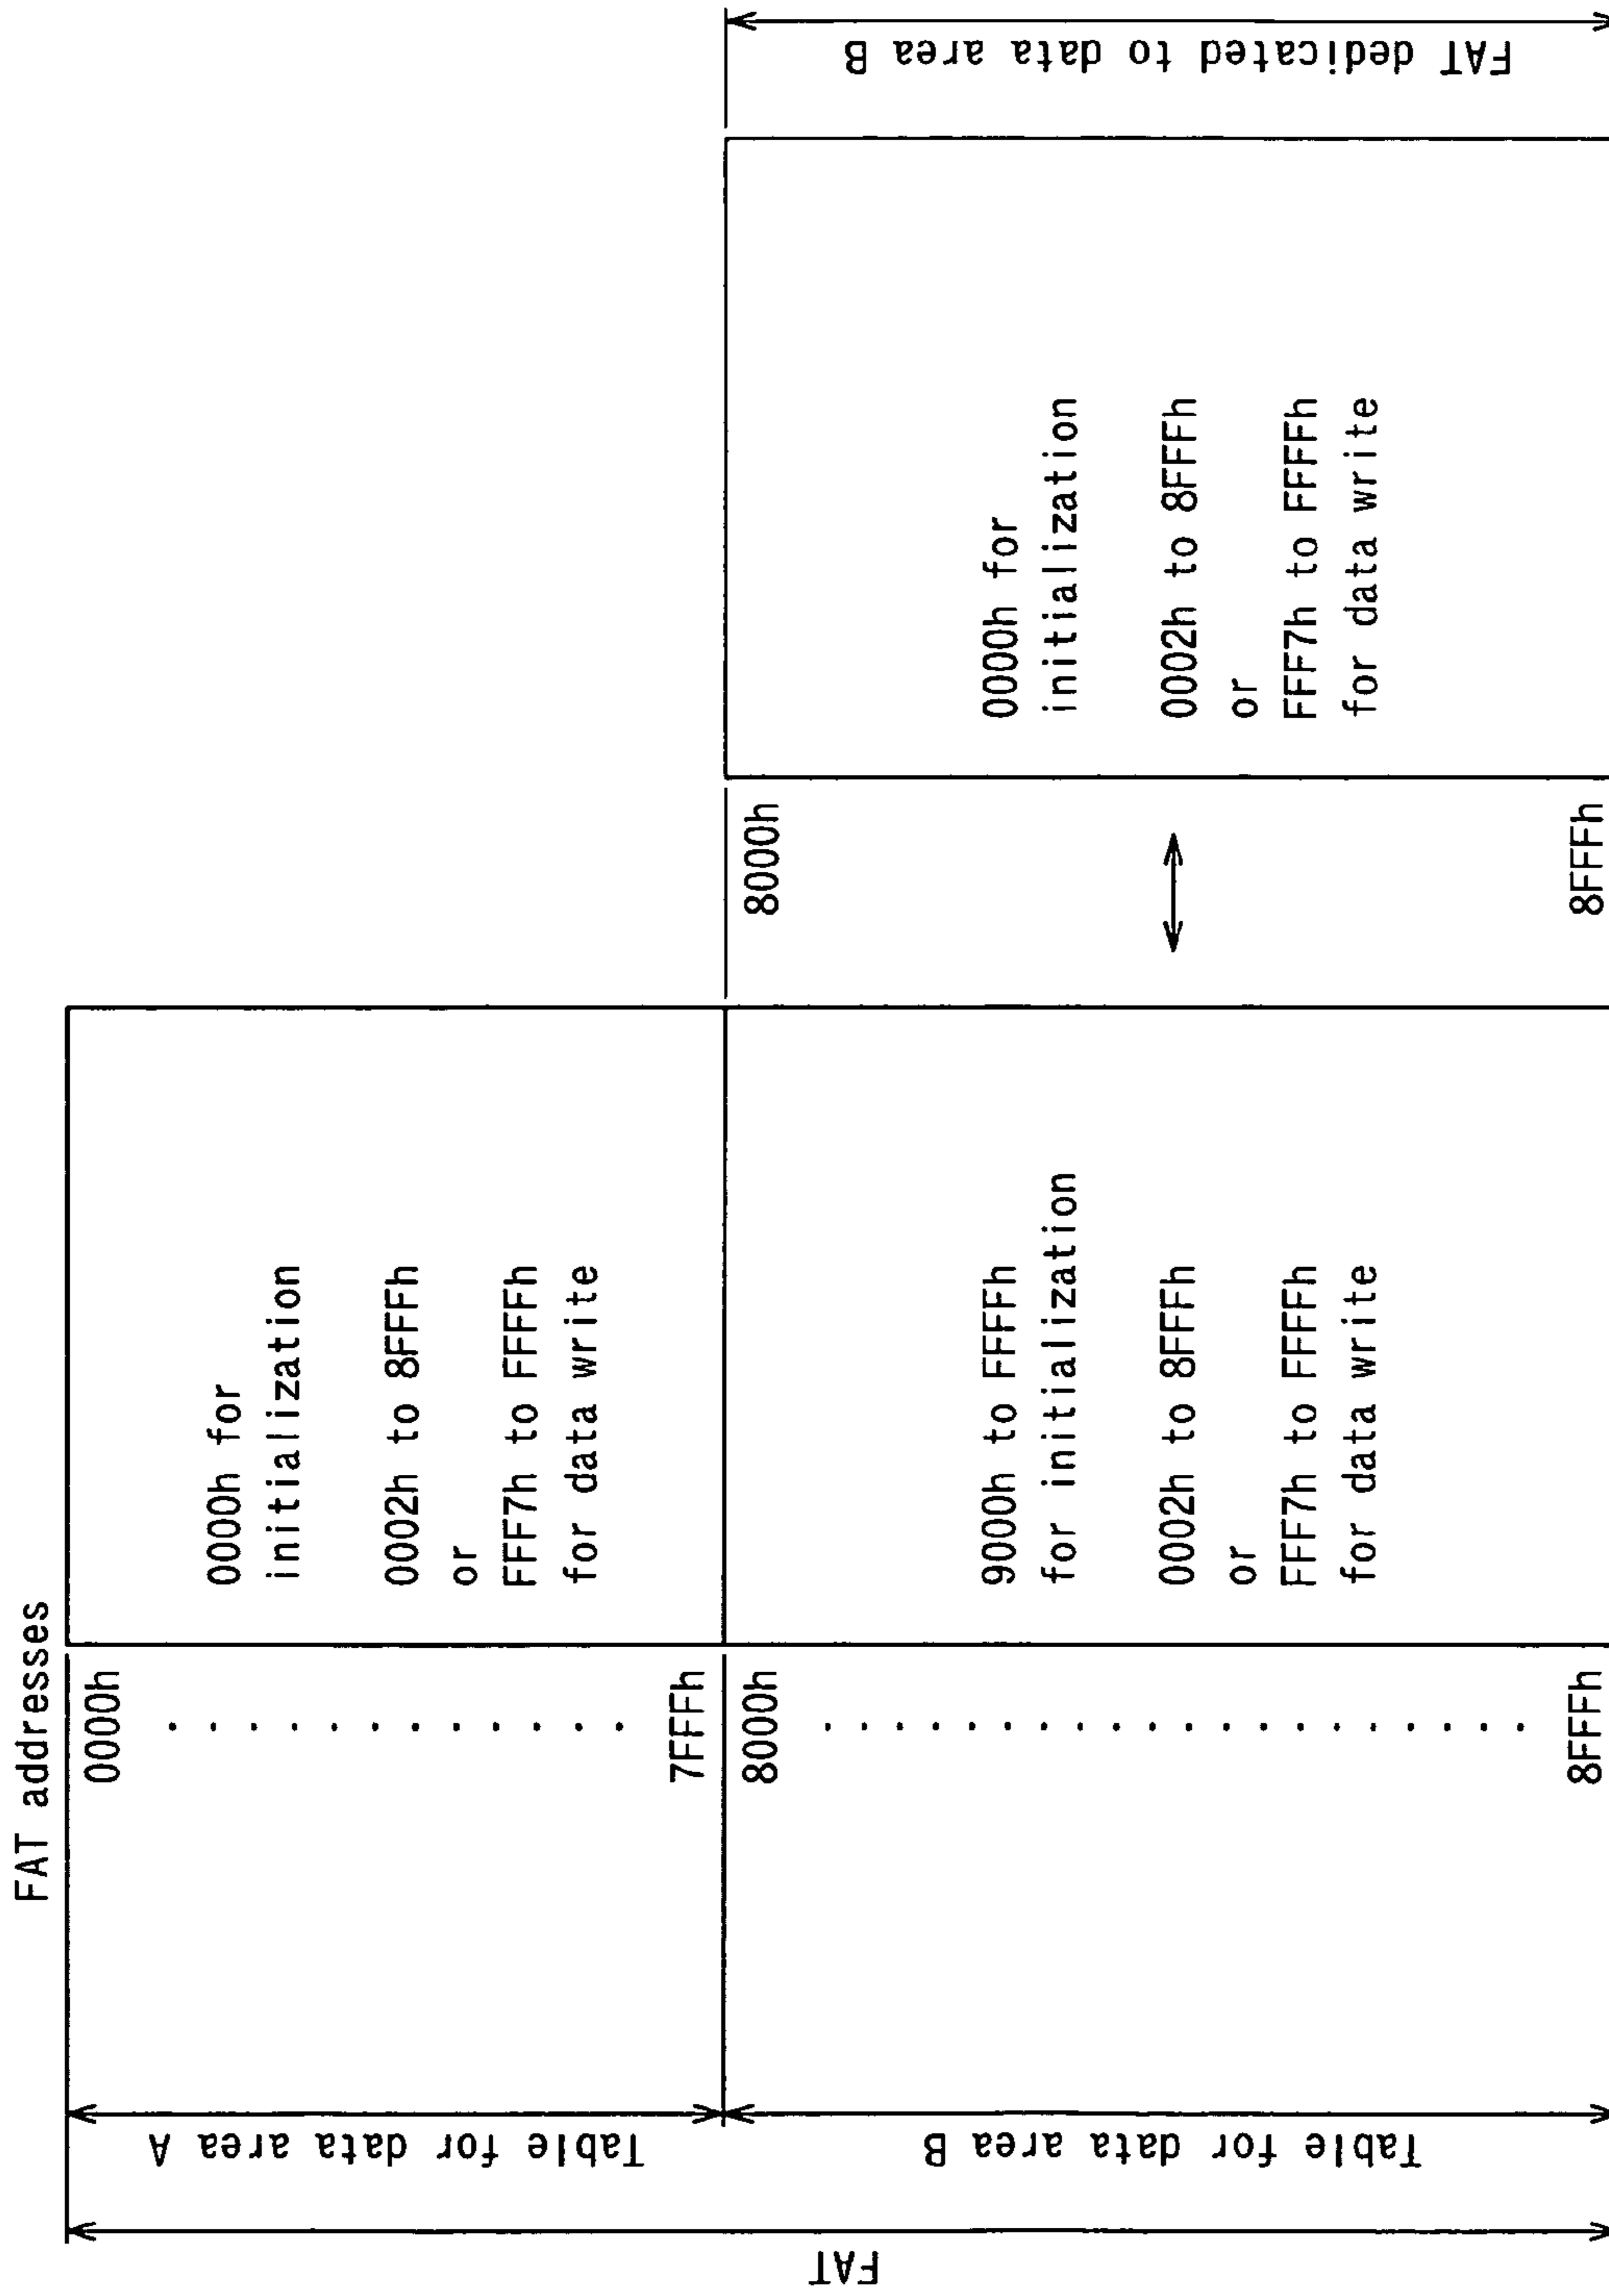 FAT addresses
FAT
Table for data area A
0000h
7FFFh
0000h for
initialization
0002h to 8FFFh
or
FFF7h to FFFFh
for data write
Table for data area B
8000h
8FFFh
9000h to FFFFh
for initialization
0002h to 8FFFh
or
FFF7h to FFFFh
for data write
8000h
8FFFh
0000h for
initialization
0002h to 8FFFh
or
FFF7h to FFFFh
for data write
FAT dedicated to data area B